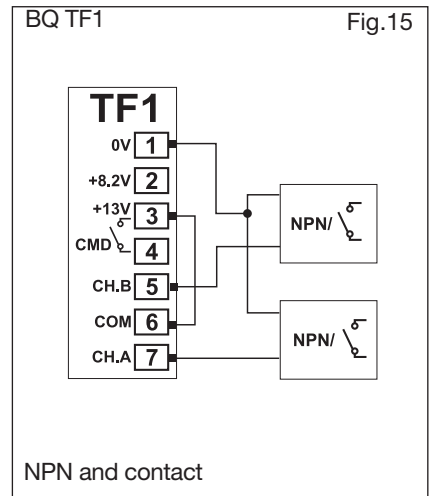 BQ TF1 Fig.15
TF1
0V 1
+8.2V 2
+13V 3
CMD 4
CH.B 5
COM 6
CH.A 7
NPN/
NPN/
NPN and contact